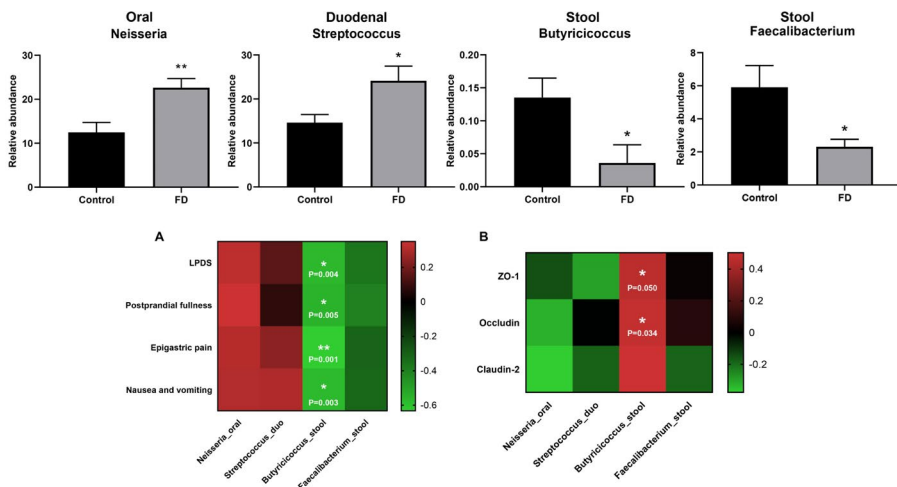 Oral
Neisseria
Relative abundance
30
20
10
0
**
Control
FD
Duodenal
Streptococcus
Relative abundance
30
20
10
0
*
Control
FD
Stool
Butyricicoccus
Relative abundance
0.20
0.15
0.10
0.05
0.00
*
Control
FD
Stool
Faecalibacterium
Relative abundance
8
6
4
2
0
*
Control
FD
A
LPDS
Postprandial fullness
Epigastric pain
Nausea and vomiting
*
P=0.004
*
P=0.005
**
P=0.001
*
P=0.003
Neisseria_oral
Streptococcus_duo
Butyricicoccus_stool
Faecalibacterium_stool
0.2
0
-0.2
-0.4
-0.6
B
ZO-1
Occludin
Claudin-2
*
P=0.050
*
P=0.034
Neisseria_oral
Streptococcus_duo
Butyricicoccus_stool
Faecalibacterium_stool
0.4
0.2
0
-0.2